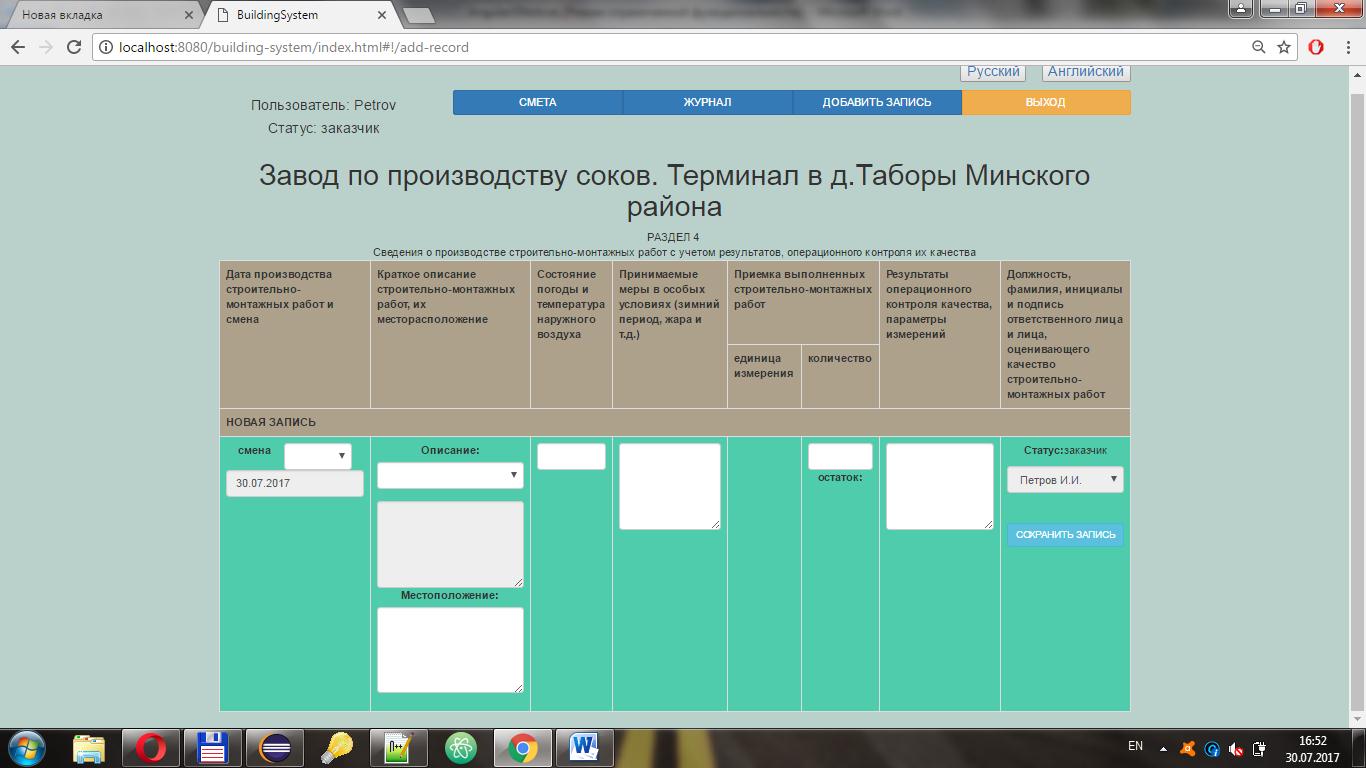 Новая вкладка
BuildingSystem
localhost:8080/building-system/index.html#!/add-record
Русский
Английский
Пользователь: Petrov
Статус: заказчик
СМЕТА
ЖУРНАЛ
ДОБАВИТЬ ЗАПИСЬ
ВЫХОД
Завод по производству соков. Терминал в д.Таборы Минского
района
РАЗДЕЛ 4
Сведения о производстве строительно-монтажных работ с учетом результатов, операционного контроля их качества
Дата производства
строительно-
монтажных работ и
смена
Краткое описание
строительно-монтажных
работ, их
месторасположение
Состояние
погоды и
температура
наружного
воздуха
Принимаемые
меры в особых
условиях (зимний
период, жара и
т.д.)
Приемка выполненных
строительно-монтажных
работ
единица
измерения
количество
Результаты
операционного
контроля качества,
параметры
измерений
Должность,
фамилия, инициалы
и подпись
ответственного лица
и лица,
оценивающего
качество
строительно-
монтажных работ
НОВАЯ ЗАПИСЬ
смена
30.07.2017
Описание:
Местоположение:
остаток:
Статус:заказчик
Петров И.И.
СОХРАНИТЬ ЗАПИСЬ
EN
16:52
30.07.2017